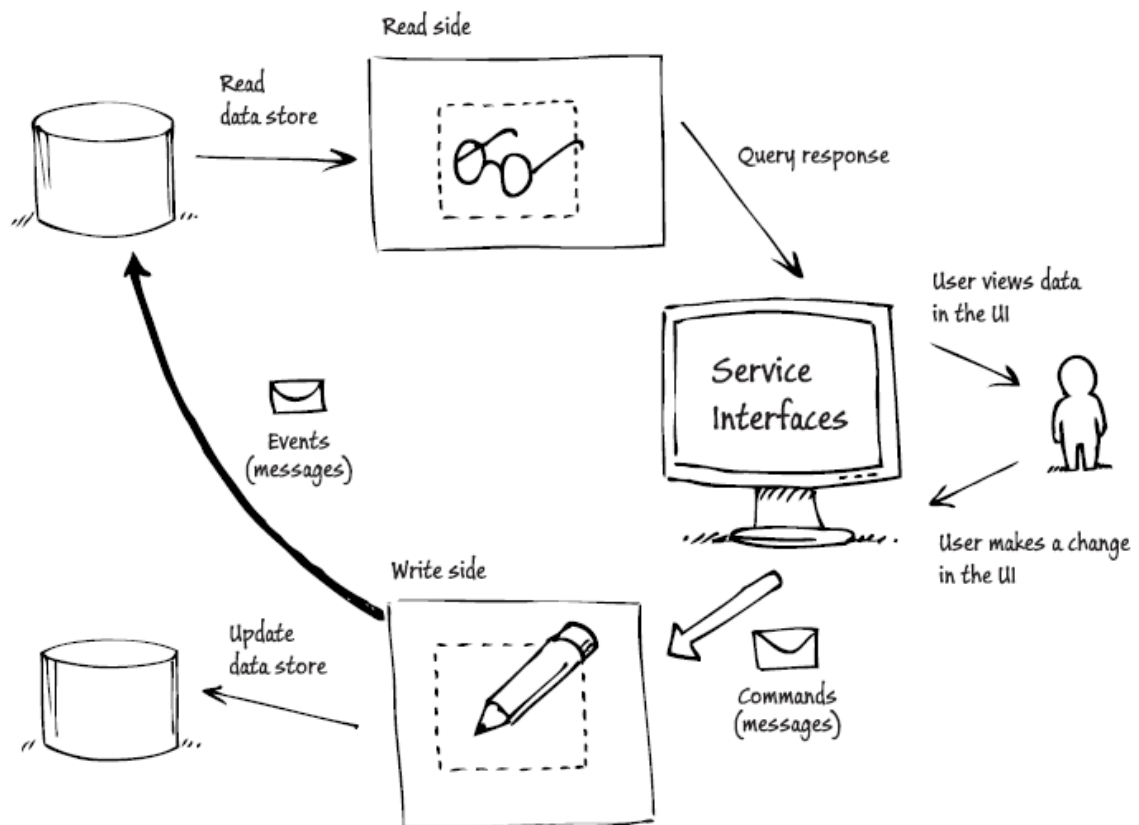 Read side
Read
data store
Query response
User views data
in the UI
Service
Interfaces
Events
(messages)
User makes a change
in the UI
Write side
Update
data store
Commands
(messages)